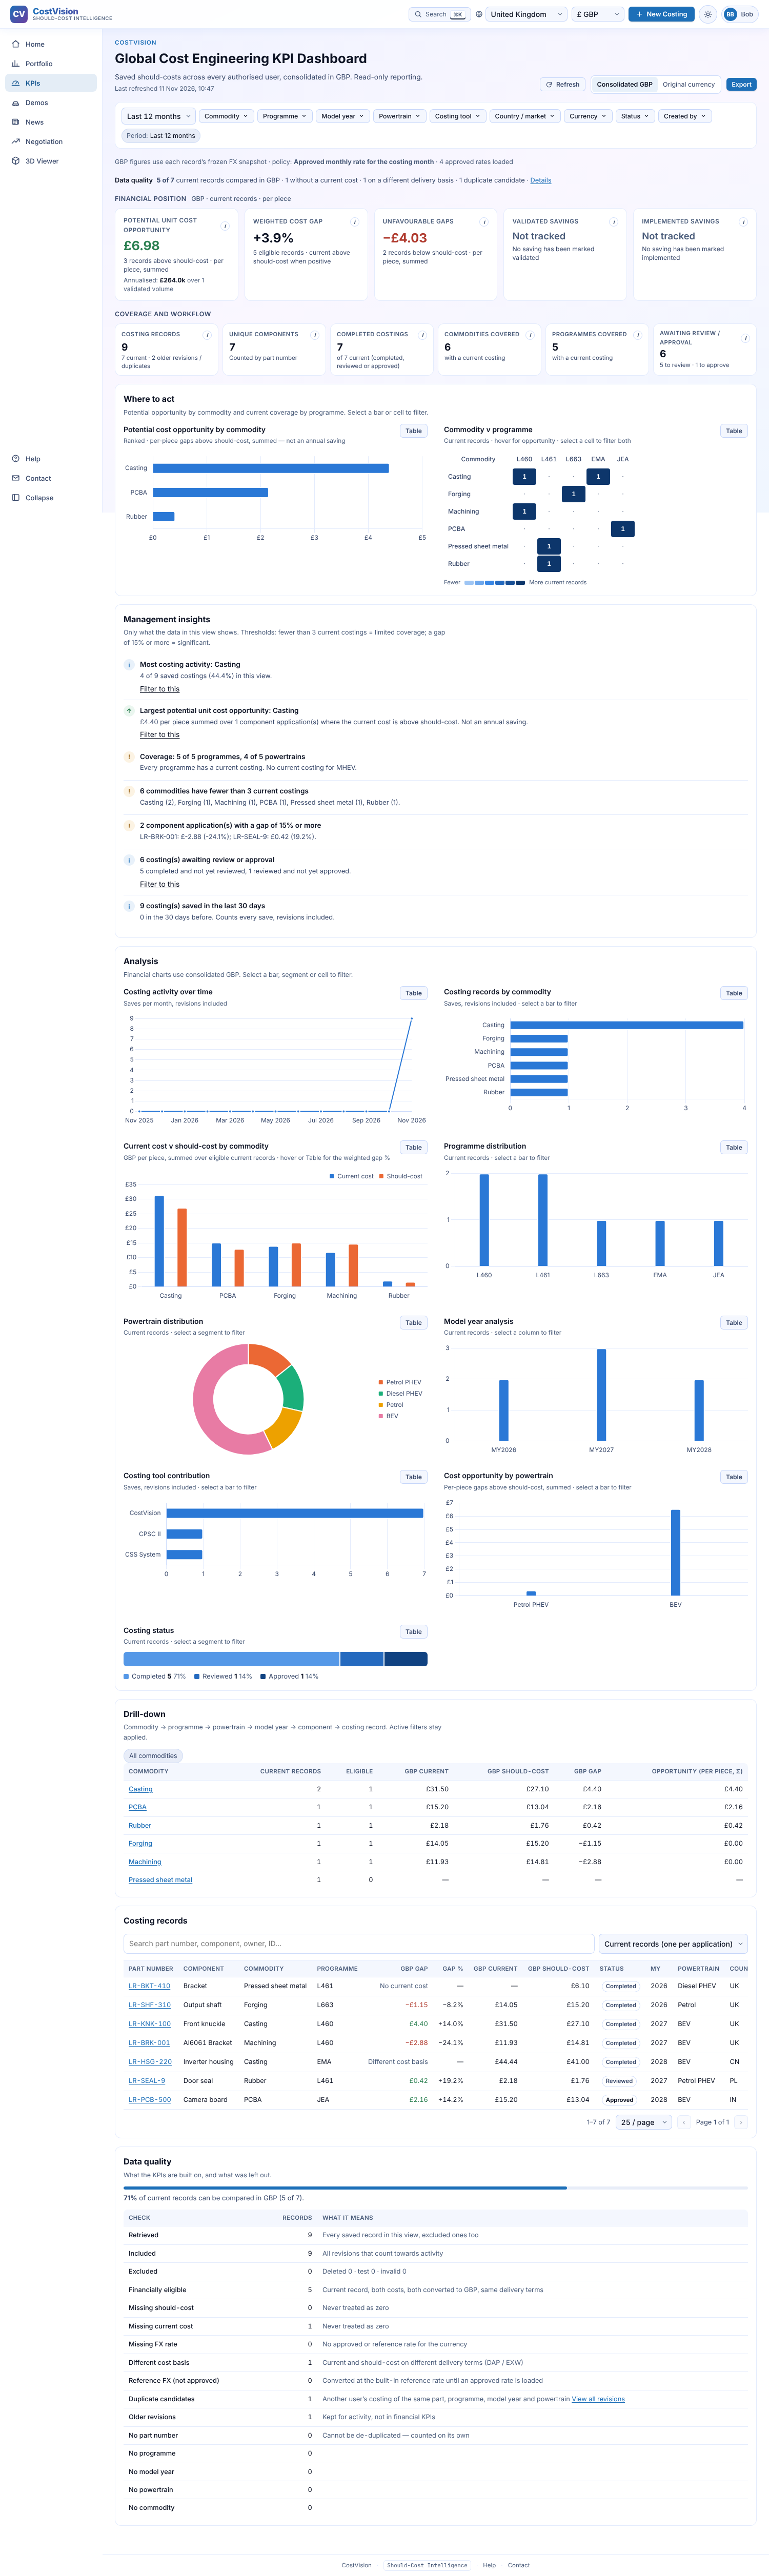 CV
CostVision
SHOULD-COST INTELLIGENCE
Search ⌘K
United Kingdom
£ GBP
+ New Costing
BB Bob
Home
Portfolio
KPIs
Demos
News
Negotiation
3D Viewer
Help
Contact
Collapse
COSTVISION
Global Cost Engineering KPI Dashboard
Saved should-costs across every authorised user, consolidated in GBP. Read-only reporting.
Last refreshed 11 Nov 2026, 10:47
Refresh
Consolidated GBP
Original currency
Export
Last 12 months
Commodity
Programme
Model year
Powertrain
Costing tool
Country / market
Currency
Status
Created by
Period: Last 12 months
GBP figures use each record's frozen FX snapshot · policy: Approved monthly rate for the costing month · 4 approved rates loaded
Data quality 5 of 7 current records compared in GBP · 1 without a current cost · 1 on a different delivery basis · 1 duplicate candidate · Details
FINANCIAL POSITION GBP · current records · per piece
POTENTIAL UNIT COST OPPORTUNITY
£6.98
3 records above should-cost · per piece, summed
Annualised: £264.0k over 1 validated volume
WEIGHTED COST GAP
+3.9%
5 eligible records · current above should-cost when positive
UNFAVOURABLE GAPS
−£4.03
2 records below should-cost · per piece, summed
VALIDATED SAVINGS
Not tracked
No saving has been marked validated
IMPLEMENTED SAVINGS
Not tracked
No saving has been marked implemented
COVERAGE AND WORKFLOW
COSTING RECORDS
9
7 current · 2 older revisions / duplicates
UNIQUE COMPONENTS
7
Counted by part number
COMPLETED COSTINGS
7
of 7 current (completed, reviewed or approved)
COMMODITIES COVERED
6
with a current costing
PROGRAMMES COVERED
5
with a current costing
AWAITING REVIEW / APPROVAL
6
5 to review · 1 to approve
Where to act
Potential opportunity by commodity and current coverage by programme. Select a bar or cell to filter.
Potential cost opportunity by commodity
Table
Ranked · per-piece gaps above should-cost, summed — not an annual saving
Casting
PCBA
Rubber
£0 £1 £2 £3 £4 £5
Commodity v programme
Table
Current records · hover for opportunity · select a cell to filter both
Commodity L460 L461 L663 EMA JEA
Casting 1 · · 1 ·
Forging · · 1 · ·
Machining 1 · · · ·
PCBA · · · · 1
Pressed sheet metal · 1 · · ·
Rubber · 1 · · ·
Fewer More current records
Management insights
Only what the data in this view shows. Thresholds: fewer than 3 current costings = limited coverage; a gap
of 15% or more = significant.
Most costing activity: Casting
4 of 9 saved costings (44.4%) in this view.
Filter to this
Largest potential unit cost opportunity: Casting
£4.40 per piece summed over 1 component application(s) where the current cost is above should-cost. Not an annual saving.
Filter to this
Coverage: 5 of 5 programmes, 4 of 5 powertrains
Every programme has a current costing. No current costing for MHEV.
6 commodities have fewer than 3 current costings
Casting (2), Forging (1), Machining (1), PCBA (1), Pressed sheet metal (1), Rubber (1).
2 component application(s) with a gap of 15% or more
LR-BRK-001: £-2.88 (-24.1%); LR-SEAL-9: £0.42 (19.2%).
6 costing(s) awaiting review or approval
5 completed and not yet reviewed, 1 reviewed and not yet approved.
Filter to this
9 costing(s) saved in the last 30 days
0 in the 30 days before. Counts every save, revisions included.
Analysis
Financial charts use consolidated GBP. Select a bar, segment or cell to filter.
Costing activity over time
Table
Saves per month, revisions included
9
8
7
6
5
4
3
2
1
0
Nov 2025 Jan 2026 Mar 2026 May 2026 Jul 2026 Sep 2026 Nov 2026
Costing records by commodity
Table
Saves, revisions included · select a bar to filter
Casting
Forging
Machining
PCBA
Pressed sheet metal
Rubber
0 1 2 3 4
Current cost v should-cost by commodity
Table
GBP per piece, summed over eligible current records · hover or Table for the weighted gap %
Current cost Should-cost
£35
£30
£25
£20
£15
£10
£5
£0
Casting PCBA Forging Machining Rubber
Programme distribution
Table
Current records · select a bar to filter
2
1
0
L460 L461 L663 EMA JEA
Powertrain distribution
Table
Current records · select a segment to filter
Petrol PHEV
Diesel PHEV
Petrol
BEV
Model year analysis
Table
Current records · select a column to filter
3
2
1
0
MY2026 MY2027 MY2028
Costing tool contribution
Table
Saves, revisions included · select a bar to filter
CostVision
CPSC II
CSS System
0 1 2 3 4 5 6 7
Cost opportunity by powertrain
Table
Per-piece gaps above should-cost, summed · select a bar to filter
£7
£6
£5
£4
£3
£2
£1
£0
Petrol PHEV BEV
Costing status
Table
Current records · select a segment to filter
Completed 5 71% Reviewed 1 14% Approved 1 14%
Drill-down
Commodity → programme → powertrain → model year → component → costing record. Active filters stay
applied.
All commodities
COMMODITY CURRENT RECORDS ELIGIBLE GBP CURRENT GBP SHOULD-COST GBP GAP OPPORTUNITY (PER PIECE, Σ)
Casting 2 1 £31.50 £27.10 £4.40 £4.40
PCBA 1 1 £15.20 £13.04 £2.16 £2.16
Rubber 1 1 £2.18 £1.76 £0.42 £0.42
Forging 1 1 £14.05 £15.20 −£1.15 £0.00
Machining 1 1 £11.93 £14.81 −£2.88 £0.00
Pressed sheet metal 1 0 — — — —
Costing records
Search part number, component, owner, ID...
Current records (one per application)
PART NUMBER COMPONENT COMMODITY PROGRAMME GBP GAP GAP % GBP CURRENT GBP SHOULD-COST STATUS MY POWERTRAIN COUN
LR-BKT-410 Bracket Pressed sheet metal L461 No current cost — — £6.10 Completed 2026 Diesel PHEV UK
LR-SHF-310 Output shaft Forging L663 −£1.15 −8.2% £14.05 £15.20 Completed 2026 Petrol UK
LR-KNK-100 Front knuckle Casting L460 £4.40 +14.0% £31.50 £27.10 Completed 2027 BEV UK
LR-BRK-001 Al6061 Bracket Machining L460 −£2.88 −24.1% £11.93 £14.81 Completed 2027 BEV UK
LR-HSG-220 Inverter housing Casting EMA Different cost basis — £44.44 £41.00 Completed 2028 BEV CN
LR-SEAL-9 Door seal Rubber L461 £0.42 +19.2% £2.18 £1.76 Reviewed 2027 Petrol PHEV PL
LR-PCB-500 Camera board PCBA JEA £2.16 +14.2% £15.20 £13.04 Approved 2028 BEV IN
1–7 of 7 25 / page ‹ Page 1 of 1 ›
Data quality
What the KPIs are built on, and what was left out.
71% of current records can be compared in GBP (5 of 7).
CHECK RECORDS WHAT IT MEANS
Retrieved 9 Every saved record in this view, excluded ones too
Included 9 All revisions that count towards activity
Excluded 0 Deleted 0 · test 0 · invalid 0
Financially eligible 5 Current record, both costs, both converted to GBP, same delivery terms
Missing should-cost 0 Never treated as zero
Missing current cost 1 Never treated as zero
Missing FX rate 0 No approved or reference rate for the currency
Different cost basis 1 Current and should-cost on different delivery terms (DAP / EXW)
Reference FX (not approved) 0 Converted at the built-in reference rate until an approved rate is loaded
Duplicate candidates 1 Another user's costing of the same part, programme, model year and powertrain View all revisions
Older revisions 1 Kept for activity, not in financial KPIs
No part number 0 Cannot be de-duplicated — counted on its own
No programme 0
No model year 0
No powertrain 0
No commodity 0
CostVision Should-Cost Intelligence Help Contact